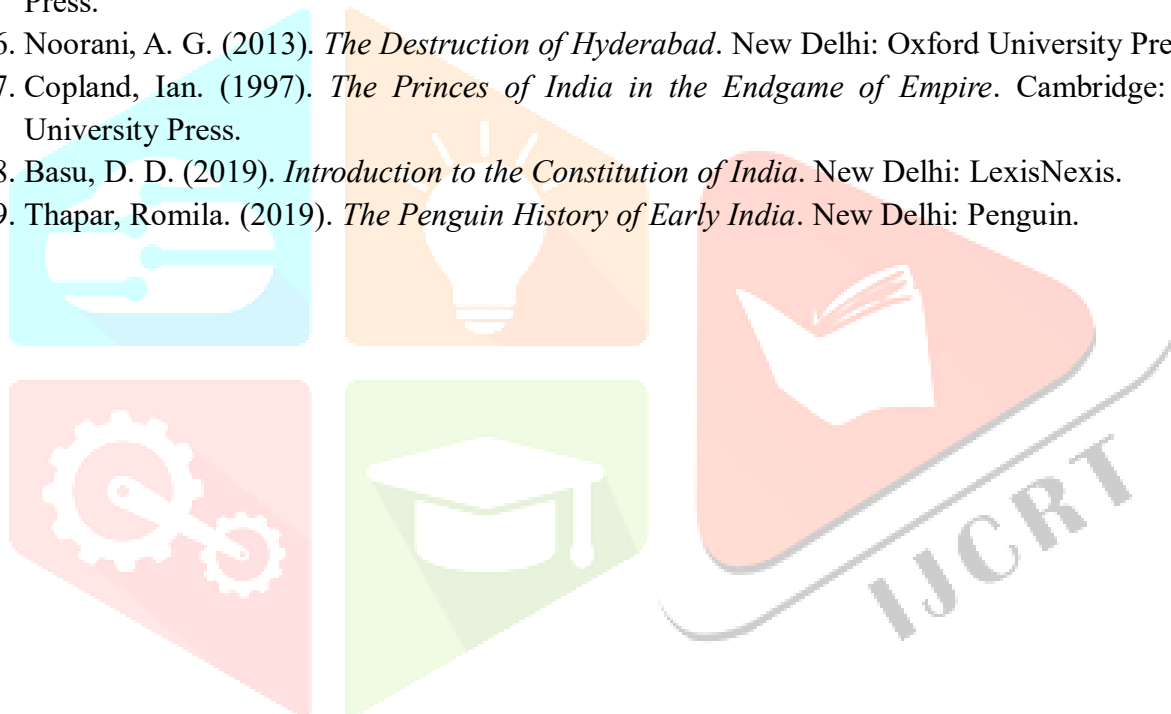 Press.
6. Noorani, A. G. (2013). The Destruction of Hyderabad. New Delhi: Oxford University Pre
7. Copland, Ian. (1997). The Princes of India in the Endgame of Empire. Cambridge:
University Press.
8. Basu, D. D. (2019). Introduction to the Constitution of India. New Delhi: LexisNexis.
9. Thapar, Romila. (2019). The Penguin History of Early India. New Delhi: Penguin.
IJCRT